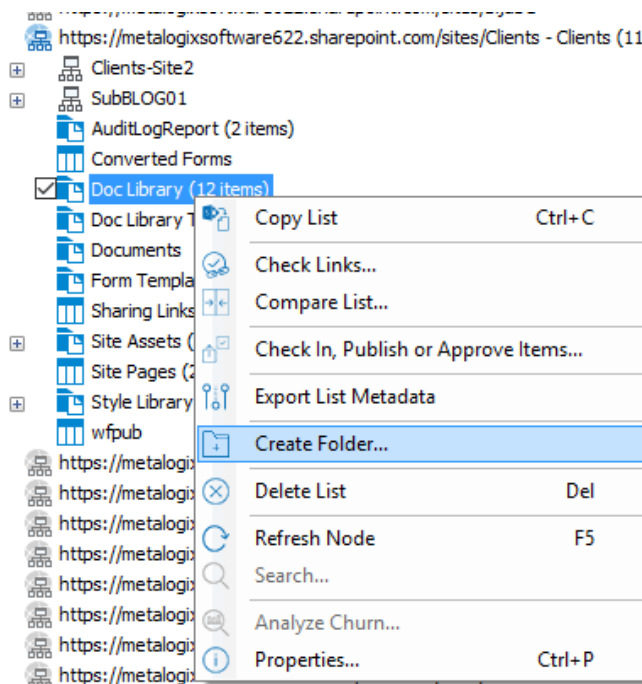 https://metalogixsoftware622.sharepoint.com/sites/Clients - Clients (11
Clients-Site2
SubBLOG01
AuditLogReport (2 items)
Converted Forms
Doc Library (12 items)
Doc Library T
Documents
Form Templa
Sharing Links
Site Assets (
Site Pages (2
Style Library
wfpub
https://metalogix
https://metalogix
https://metalogix
https://metalogix
https://metalogix
https://metalogix
https://metalogix
https://metalogix
Copy List Ctrl+C
Check Links...
Compare List...
Check In, Publish or Approve Items...
Export List Metadata
Create Folder...
Delete List Del
Refresh Node F5
Search...
Analyze Churn...
Properties... Ctrl+P